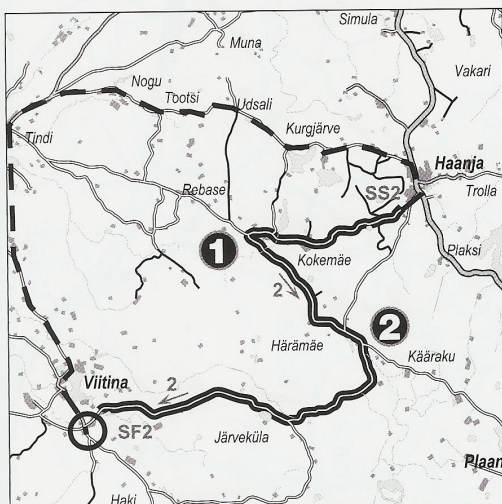 Simula
Muna
Vakari
Nogu
Tootsi
Udsali
Tindi
Kurgjärve
Haanja
Rebase
SS2
Trolla
1
Kokemäe
Plaksi
2
2
Härämäe
Kääraku
Viitina
2
SF2
Järveküla
Plaan
Haki